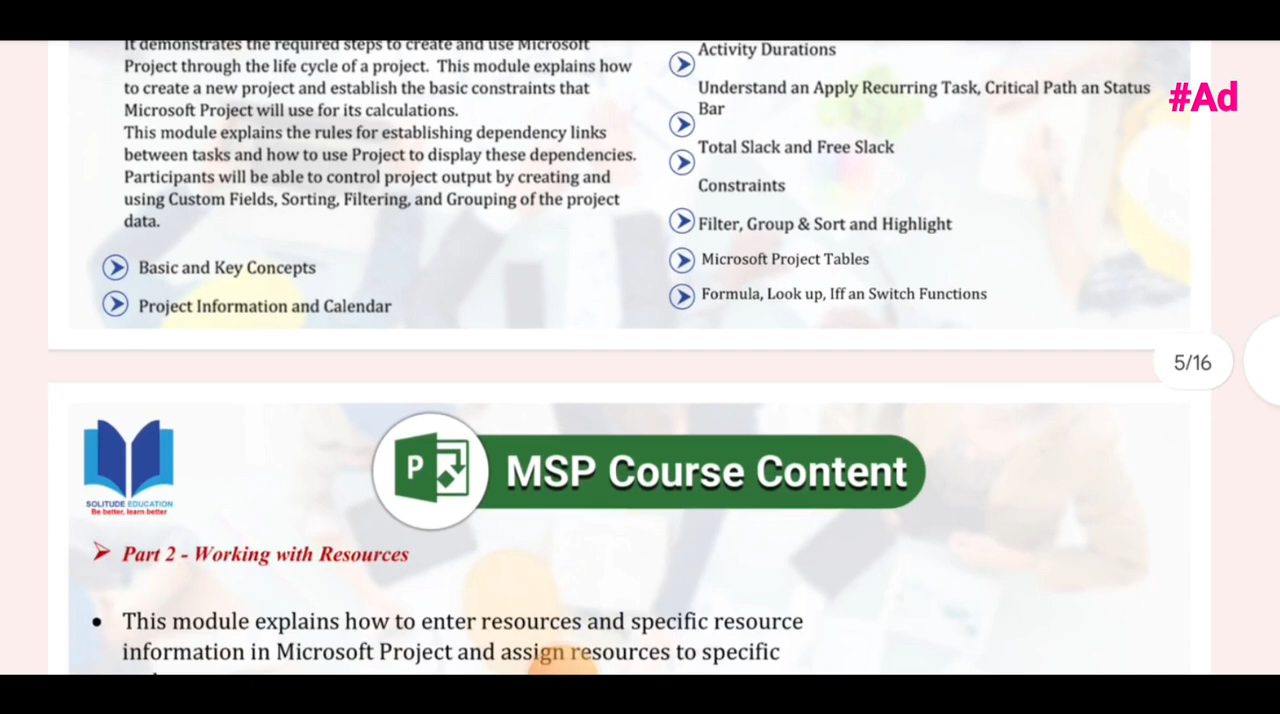 It demonstrates the required steps to create and use Microsoft
Project through the life cycle of a project. This module explains how
to create a new project and establish the basic constraints that
Microsoft Project will use for its calculations.
This module explains the rules for establishing dependency links
between tasks and how to use Project to display these dependencies.
Participants will be able to control project output by creating and
using Custom Fields, Sorting, Filtering, and Grouping of the project
data.
Basic and Key Concepts
Project Information and Calendar
Activity Durations
Understand an Apply Recurring Task, Critical Path an Status
Bar
Total Slack and Free Slack
Constraints
Filter, Group & Sort and Highlight
Microsoft Project Tables
Formula, Look up, Iff an Switch Functions
#Ad
5/16
SOLITUDE EDUCATION
Be better, learn better
P
MSP Course Content
Part 2 - Working with Resources
This module explains how to enter resources and specific resource
information in Microsoft Project and assign resources to specific